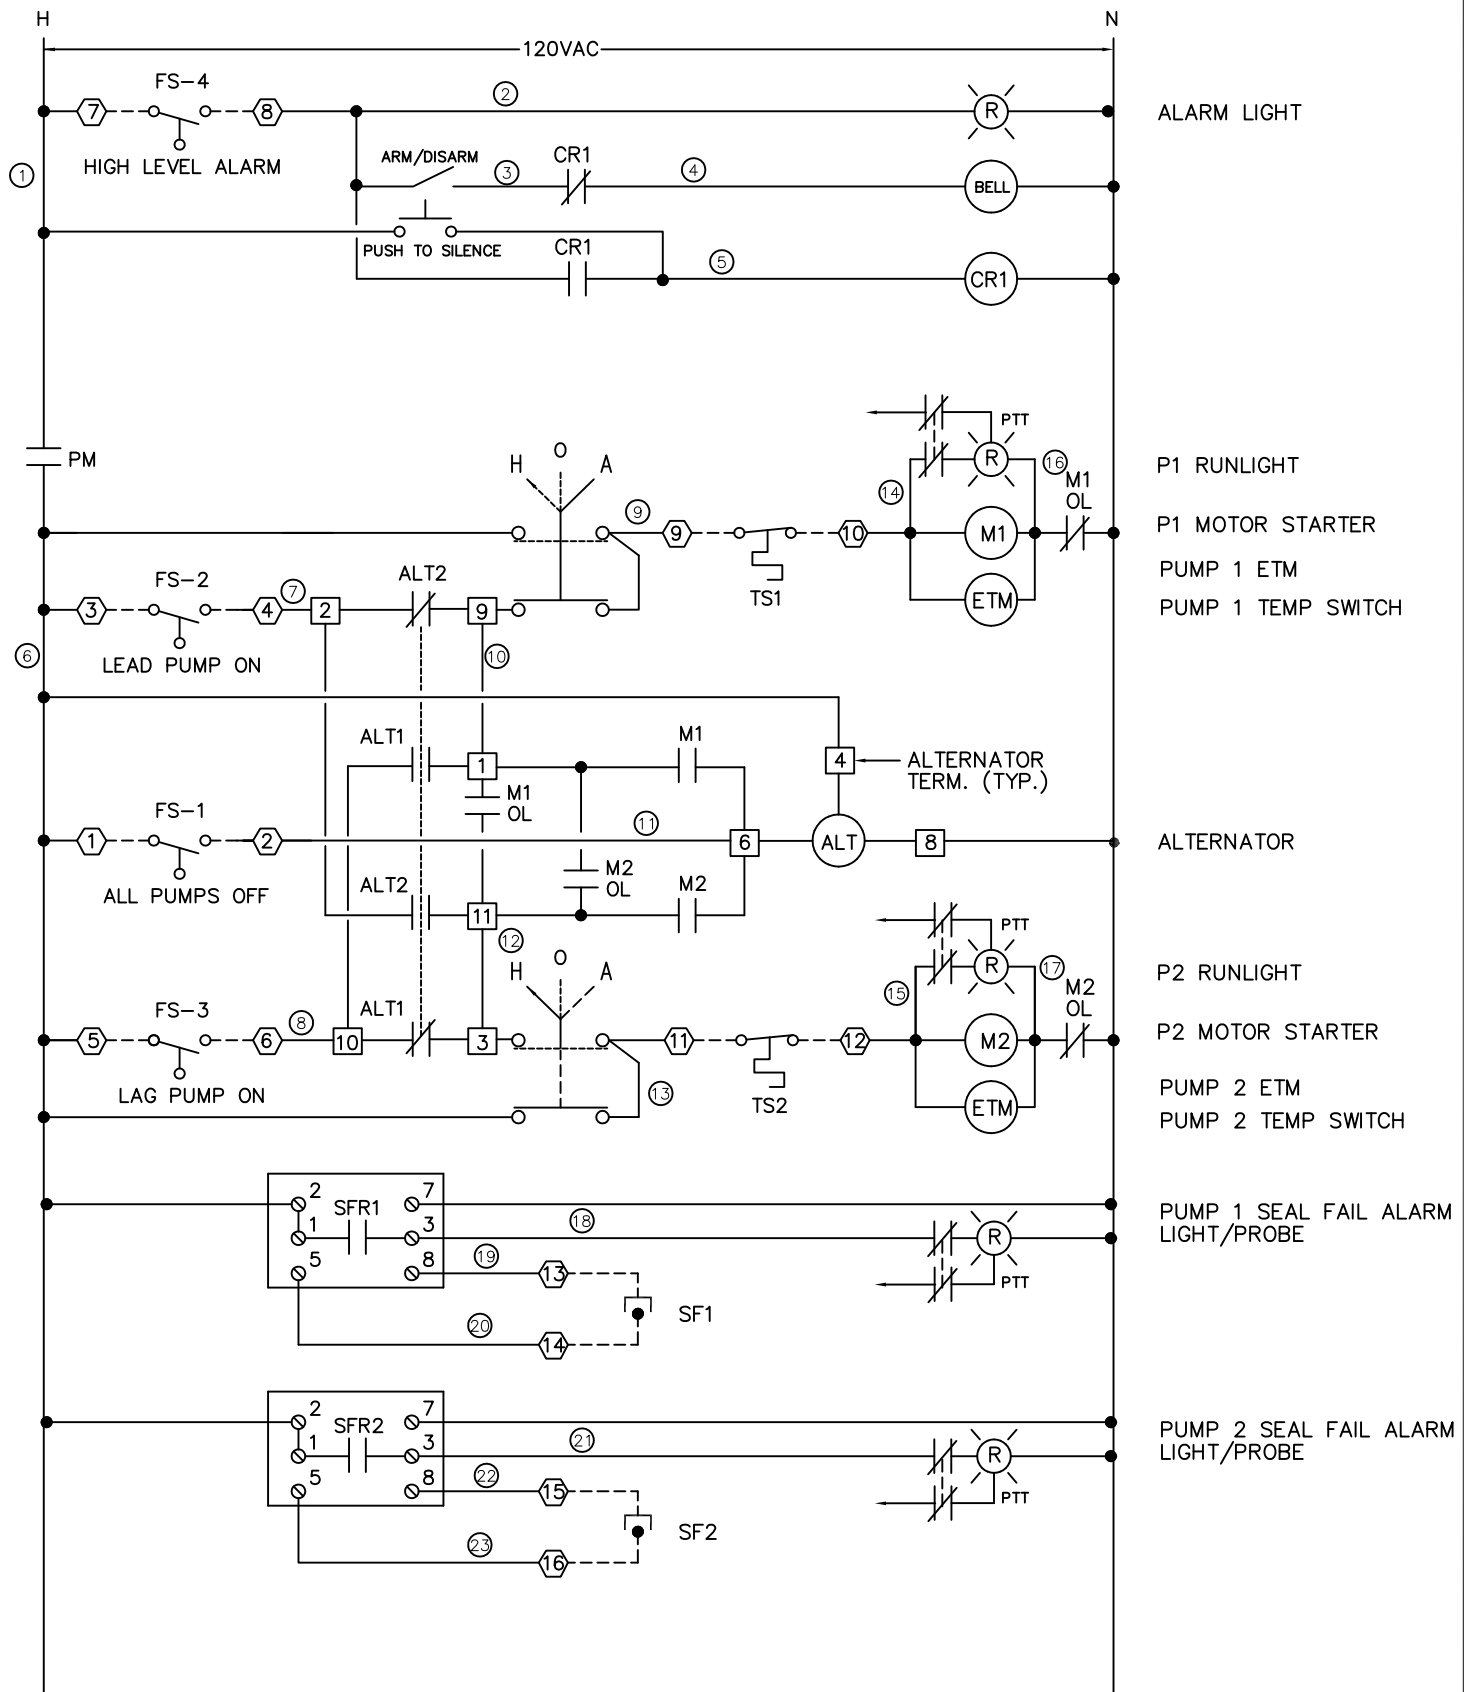 H N
120VAC
FS-4
7 8 2 R ALARM LIGHT
HIGH LEVEL ALARM
1
ARM/DISARM CR1
3 4 BELL
PUSH TO SILENCE
CR1 5 CR1
PM
H O A
PTT
R 16 P1 RUNLIGHT
14 M1
OL
9
9 10 M1 P1 MOTOR STARTER
TS1
PUMP 1 ETM
FS-2 7 ALT2
3 4 2 9 ETM PUMP 1 TEMP SWITCH
LEAD PUMP ON
6 10
ALT1 M1
1 4 ALTERNATOR
TERM. (TYP.)
M1
OL
FS-1 11
1 2 6 ALT 8 ALTERNATOR
ALL PUMPS OFF
ALT2 M2
OL
M2
11
12
PTT
H O A
R 17 P2 RUNLIGHT
15 M2
OL
FS-3 8 ALT1
5 6 10 3 11 12 M2 P2 MOTOR STARTER
LAG PUMP ON
13 TS2
PUMP 2 ETM
ETM
PUMP 2 TEMP SWITCH
2 7
SFR1 PUMP 1 SEAL FAIL ALARM
1 3 18 R LIGHT/PROBE
5 8 19 13 PTT
SF1
20 14
2 7
SFR2 PUMP 2 SEAL FAIL ALARM
1 3 21 R LIGHT/PROBE
5 8 22 15 PTT
SF2
23 16